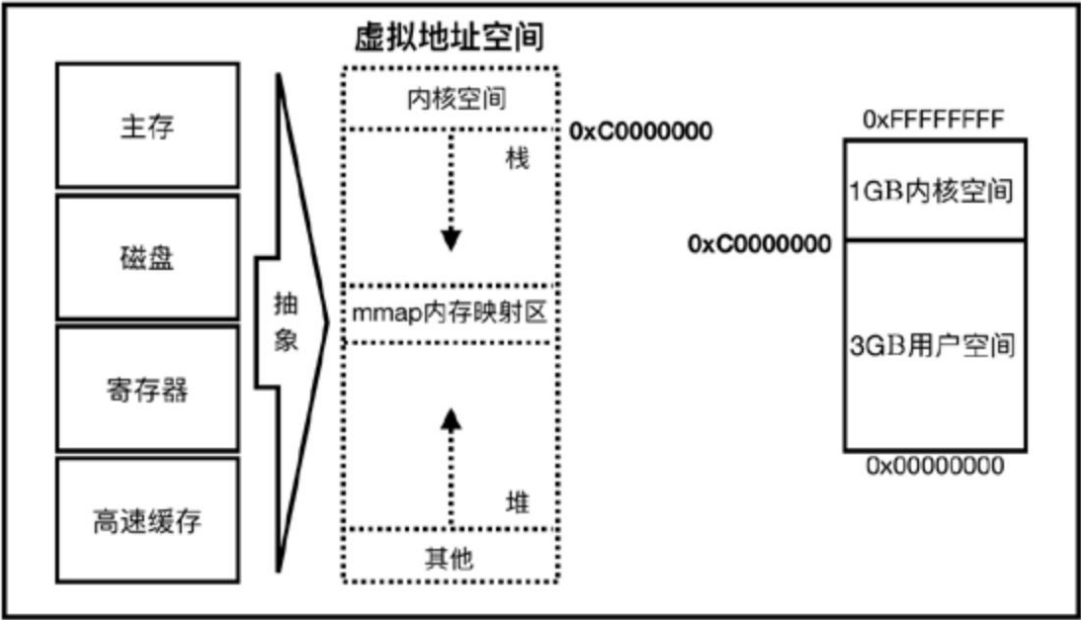 虚拟地址空间
主存
磁盘
寄存器
高速缓存
抽
象
内核空间
0xC0000000
栈
mmap内存映射区
堆
其他
0xFFFFFFFF
1GB内核空间
0xC0000000
3GB用户空间
0x00000000